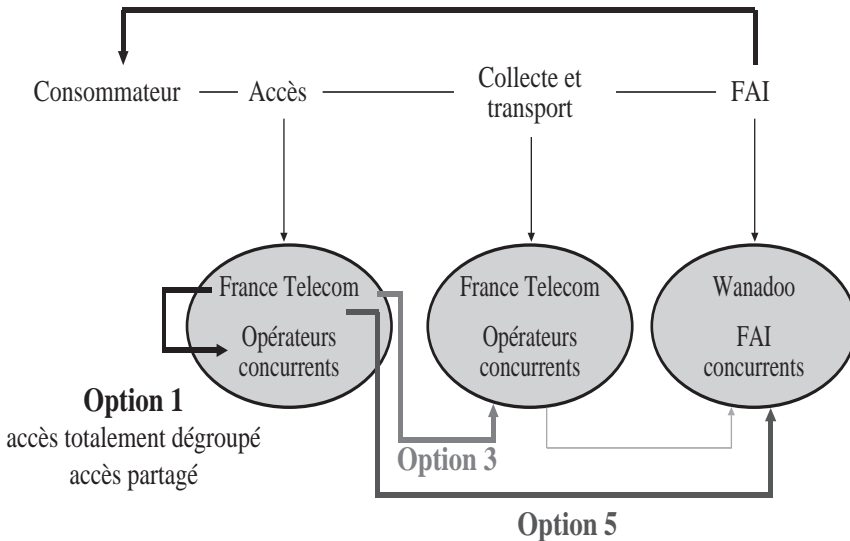 Consommateur
Accès
Collecte et
transport
FAI
France Telecom
Opérateurs
concurrents
France Telecom
Opérateurs
concurrents
Wanadoo
FAI
concurrents
Option 1
accès totalement dégroupé
accès partagé
Option 3
Option 5